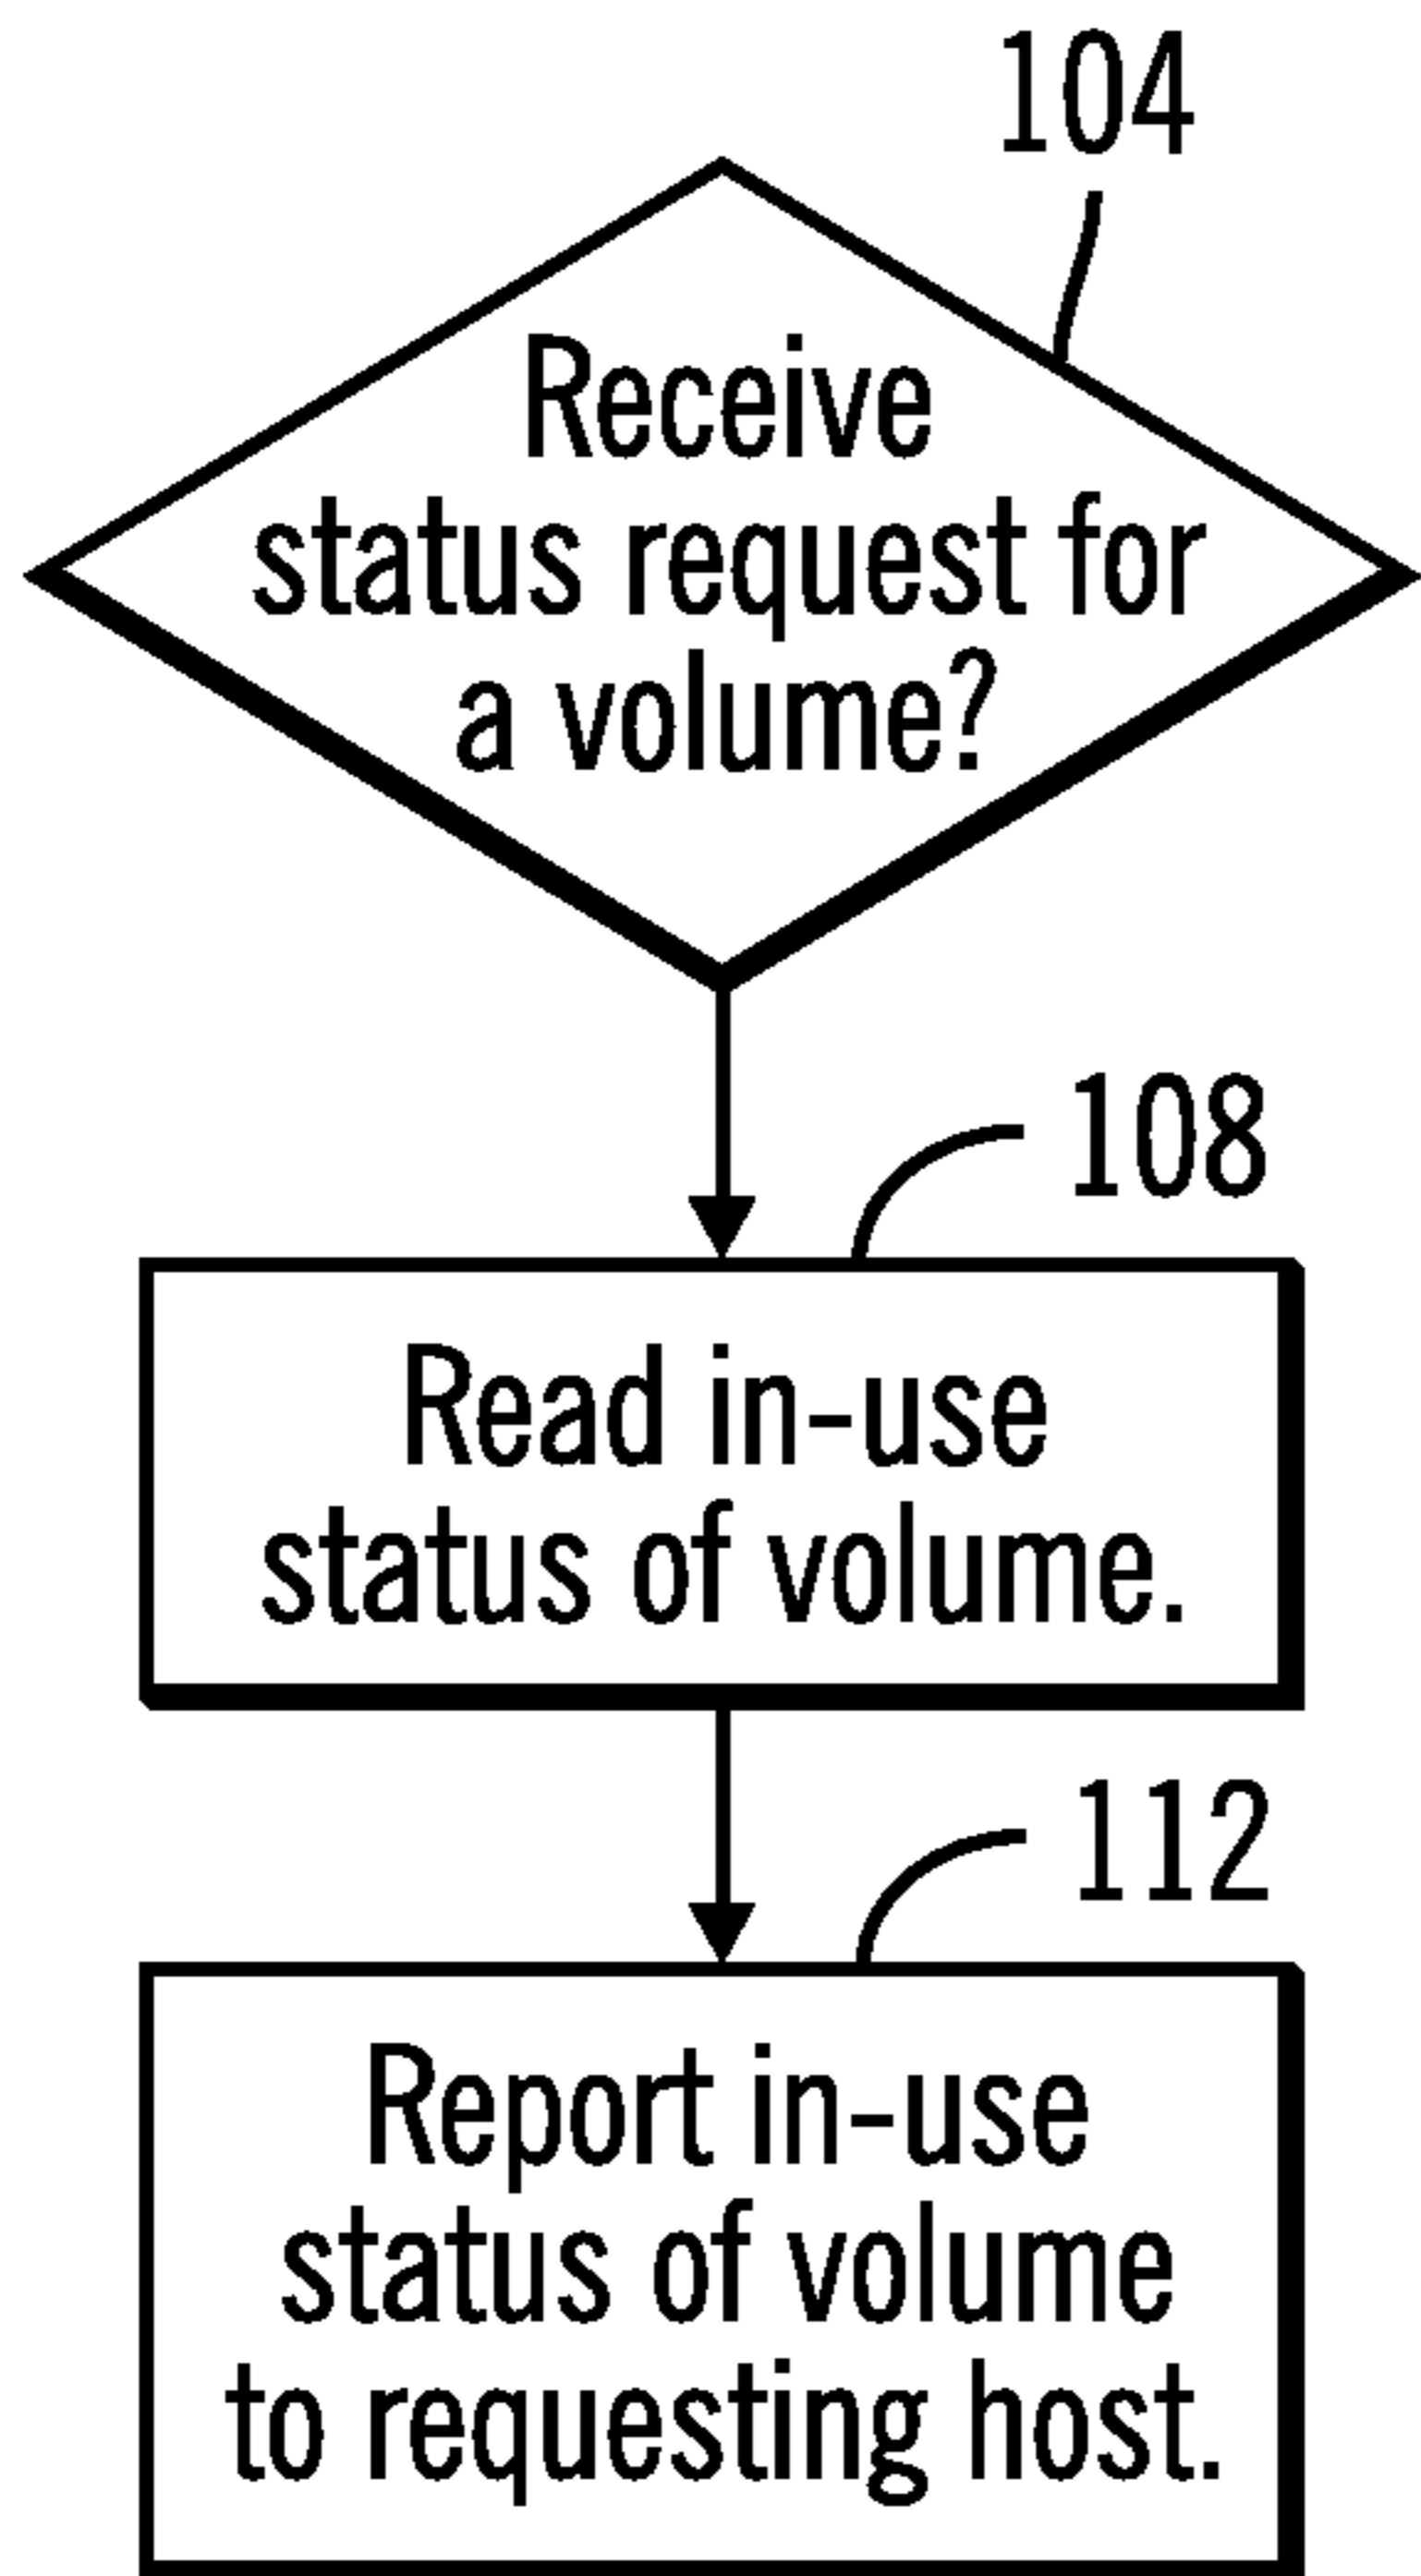 104
Receive
status request for
a volume?
108
Read in-use
status of volume.
112
Report in-use
status of volume
to requesting host.